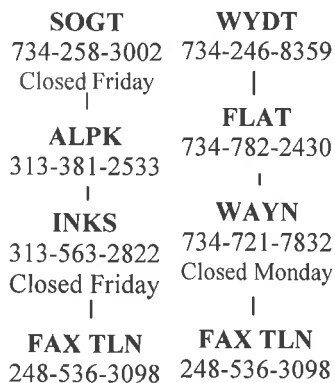 SOGT
734-258-3002
Closed Friday
ALPK
313-381-2533
INKS
313-563-2822
Closed Friday
FAX TLN
248-536-3098
WYDT
734-246-8359
FLAT
734-782-2430
WAYN
734-721-7832
Closed Monday
FAX TLN
248-536-3098